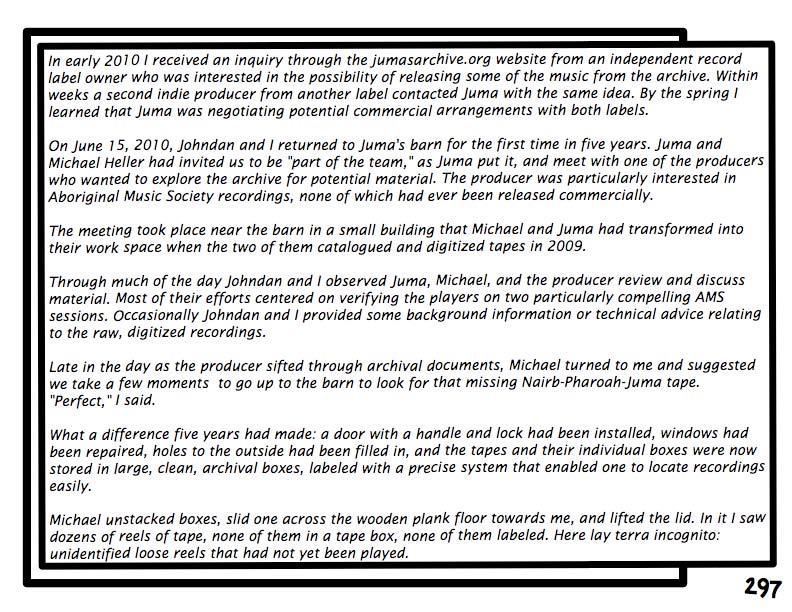 In early 2010 I received an inquiry through the jumasarchive.org website from an independent record
label owner who was interested in the possibility of releasing some of the music from the archive. Within
weeks a second indie producer from another label contacted Juma with the same idea. By the spring I
learned that Juma was negotiating potential commercial arrangements with both labels.
On June 15, 2010, Johndan and I returned to Juma's barn for the first time in five years. Juma and
Michael Heller had invited us to be "part of the team," as Juma put it, and meet with one of the producers
who wanted to explore the archive for potential material. The producer was particularly interested in
Aboriginal Music Society recordings, none of which had ever been released commercially.
The meeting took place near the barn in a small building that Michael and Juma had transformed into
their work space when the two of them catalogued and digitized tapes in 2009.
Through much of the day Johndan and I observed Juma, Michael, and the producer review and discuss
material. Most of their efforts centered on verifying the players on two particularly compelling AMS
sessions. Occasionally Johndan and I provided some background information or technical advice relating
to the raw, digitized recordings.
Late in the day as the producer sifted through archival documents, Michael turned to me and suggested
we take a few moments to go up to the barn to look for that missing Nairb-Pharoah-Juma tape.
"Perfect," I said.
What a difference five years had made: a door with a handle and lock had been installed, windows had
been repaired, holes to the outside had been filled in, and the tapes and their individual boxes were now
stored in large, clean, archival boxes, labeled with a precise system that enabled one to locate recordings
easily.
Michael unstacked boxes, slid one across the wooden plank floor towards me, and lifted the lid. In it I saw
dozens of reels of tape, none of them in a tape box, none of them labeled. Here lay terra incognito:
unidentified loose reels that had not yet been played.
297